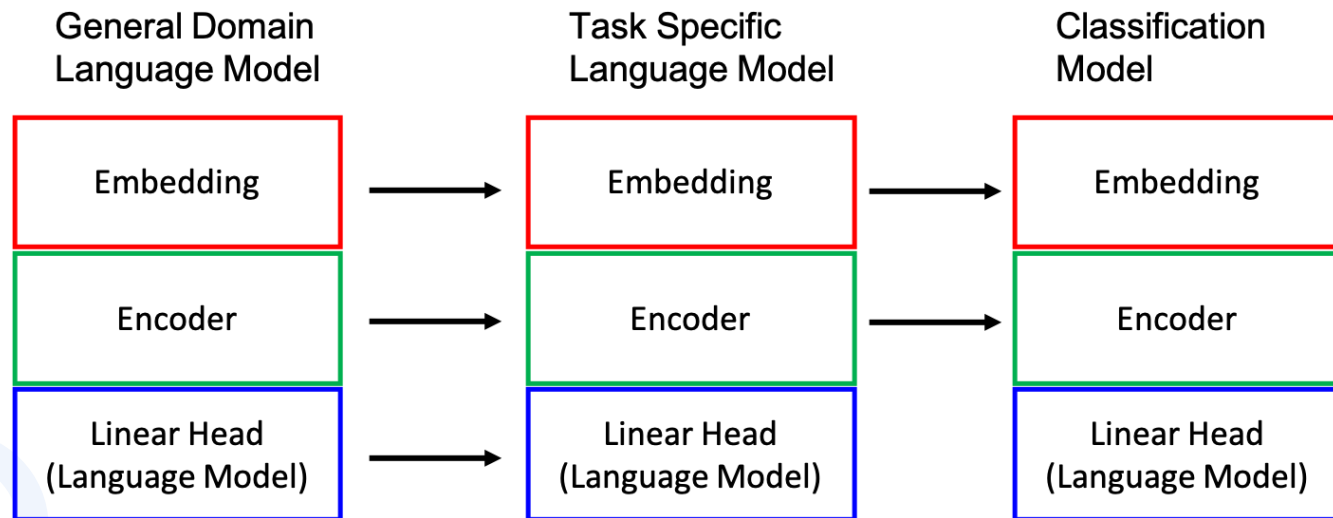 General Domain
Language Model
Task Specific
Language Model
Classification
Model
Embedding
Embedding
Embedding
Encoder
Encoder
Encoder
Linear Head
(Language Model)
Linear Head
(Language Model)
Linear Head
(Language Model)